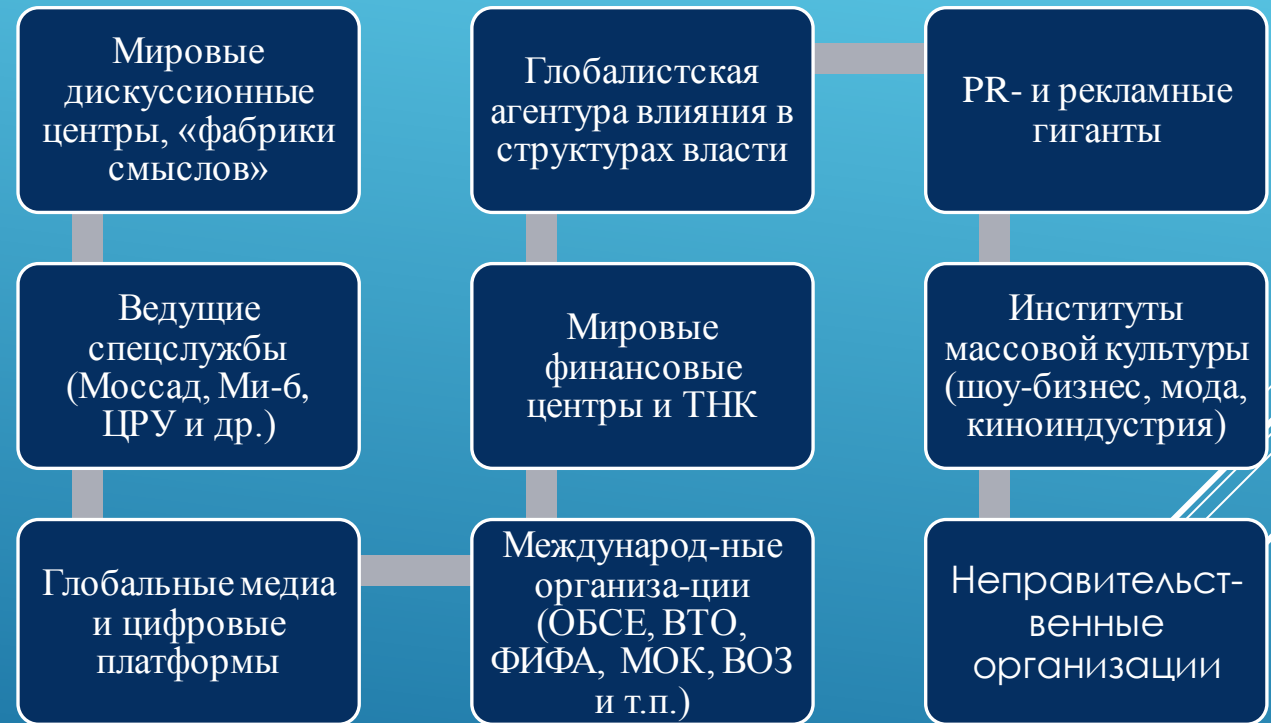 Мировые
дискуссионные
центры, «фабрики
смыслов»
Ведущие
спецслужбы
(Моссад, Ми-6,
ЦРУ и др.)
Глобальные медиа
и цифровые
платформы
Международ-ные
организа-ции
(ОБСЕ, ВТО,
ФИФА, МОК, ВОЗ
и т.п.)
Мировые
финансовые
центры и ТНК
Глобалистская
агентура влияния в
структурах власти
PR- и рекламные
гиганты
Институты
массовой культуры
(шоу-бизнес, мода,
киноиндустрия)
Неправительст-
венные
организации